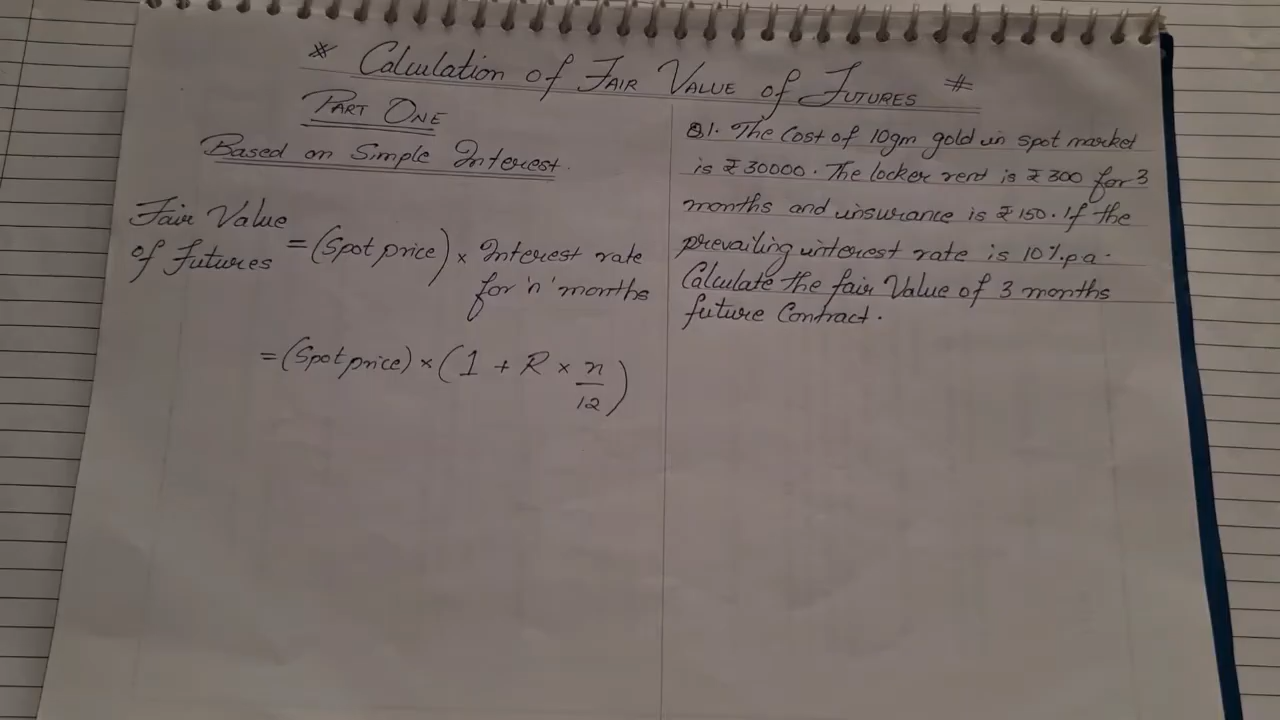 * Calculation of FAIR VALUE of FUTURES #
PART ONE
Based on Simple Interest.
Fair Value
of Futures = (Spot price) × Interest rate
for 'n' months
= (Spot price) × (1 + R × n/12)
Q1. The Cost of 10gm gold in spot market
is ₹30000. The locker rent is ₹300 for 3
months and insurance is ₹150. If the
prevailing interest rate is 10%.pa.
Calculate the fair Value of 3 months
future Contract.